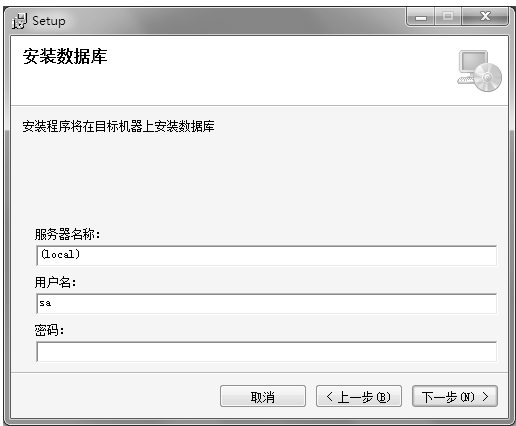 Setup
安装数据库
安装程序将在目标机器上安装数据库
服务器名称:
(local)
用户名:
sa
密码:
取消
< 上一步(B)
下一步(N) >